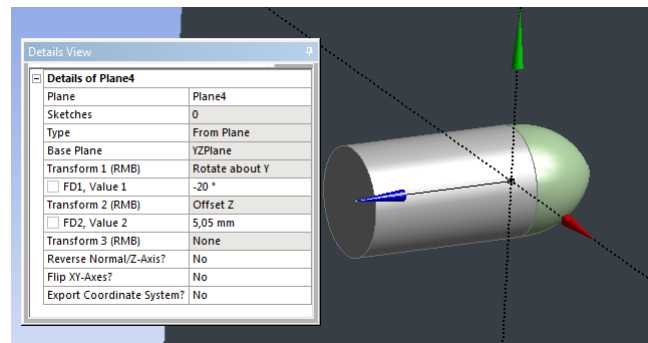 Details View
Details of Plane4
Plane Plane4
Sketches 0
Type From Plane
Base Plane YZPlane
Transform 1 (RMB) Rotate about Y
FD1, Value 1 -20 °
Transform 2 (RMB) Offset Z
FD2, Value 2 5,05 mm
Transform 3 (RMB) None
Reverse Normal/Z-Axis? No
Flip XY-Axes? No
Export Coordinate System? No